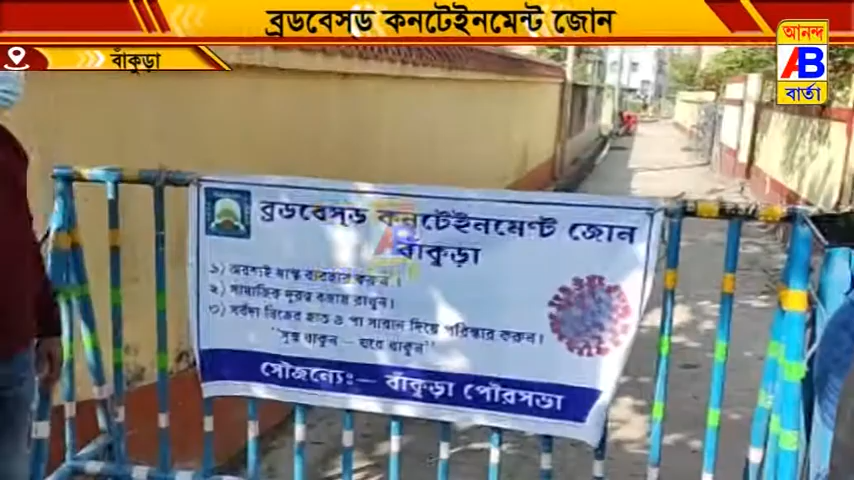 ব্রডবেসড কনটেইনমেন্ট জোন
বাঁকুড়া
আনন্দ
AB
বার্তা
ব্রডবেস্ড কনটেইনমেণ্ট জোন
বাঁকুড়া
১) অবশ্যই মাস্ক ব্যবহার করুন।
২) সামাজিক দূরত্ব বজায় রাখুন।
৩) সর্বদা নিজের হাত ও পা সাবান দিয়ে পরিস্কার করুন।
"সুস্থ থাকুন – ঘরে থাকুন"
সৌজন্যেঃ– বাঁকুড়া পৌরসভা